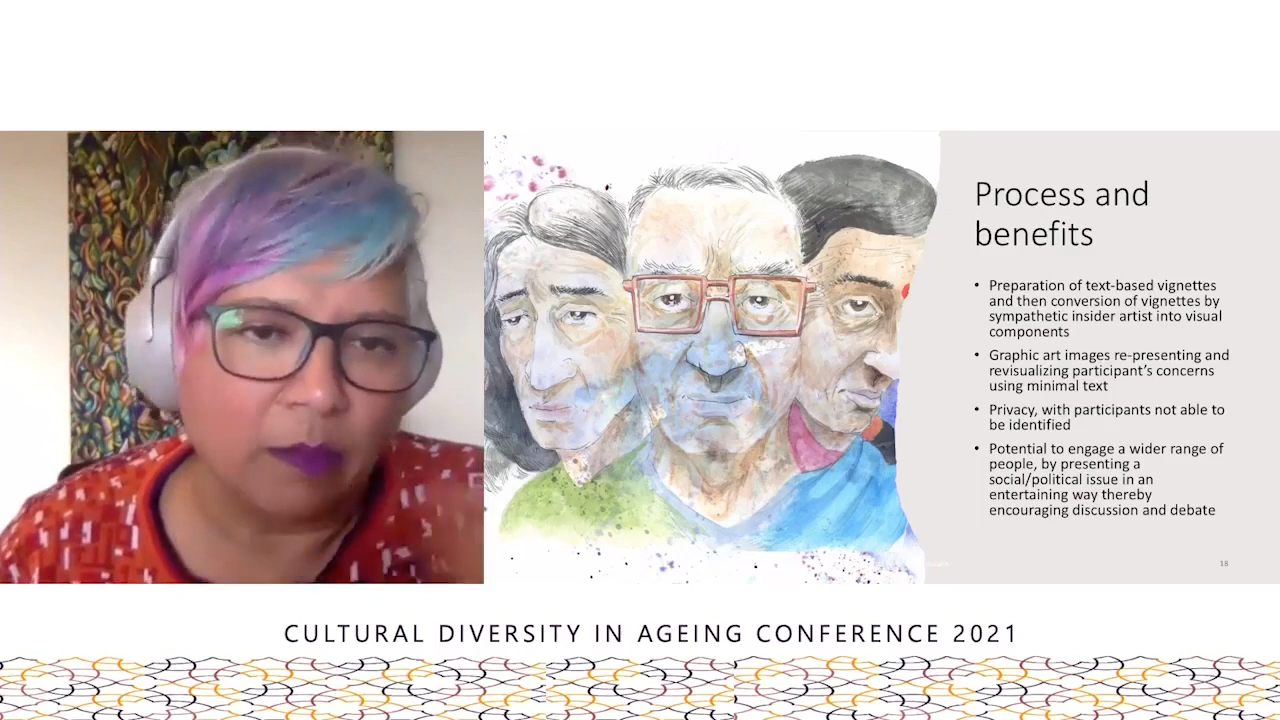 Process and
benefits
• Preparation of text-based vignettes
and then conversion of vignettes by
sympathetic insider artist into visual
components
• Graphic art images re-presenting and
revisualizing participant's concerns
using minimal text
• Privacy, with participants not able to
be identified
• Potential to engage a wider range of
people, by presenting a
social/political issue in an
entertaining way thereby
encouraging discussion and debate
18
CULTURAL DIVERSITY IN AGEING CONFERENCE 2021